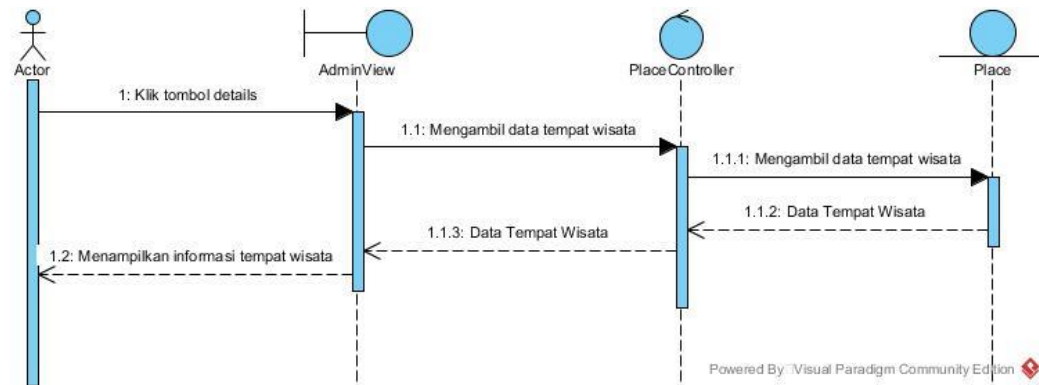 Actor
AdminView
PlaceController
Place
1: Klik tombol details
1.1: Mengambil data tempat wisata
1.1.1: Mengambil data tempat wisata
1.1.2: Data Tempat Wisata
1.1.3: Data Tempat Wisata
1.2: Menampilkan informasi tempat wisata
Powered By Visual Paradigm Community Edition